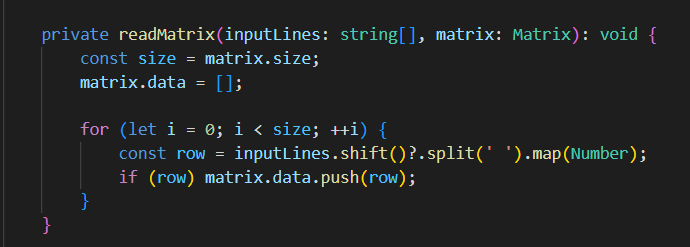 private readMatrix(inputLines: string[], matrix: Matrix): void {
    const size = matrix.size;
    matrix.data = [];

    for (let i = 0; i < size; ++i) {
        const row = inputLines.shift()?.split(' ').map(Number);
        if (row) matrix.data.push(row);
    }
}